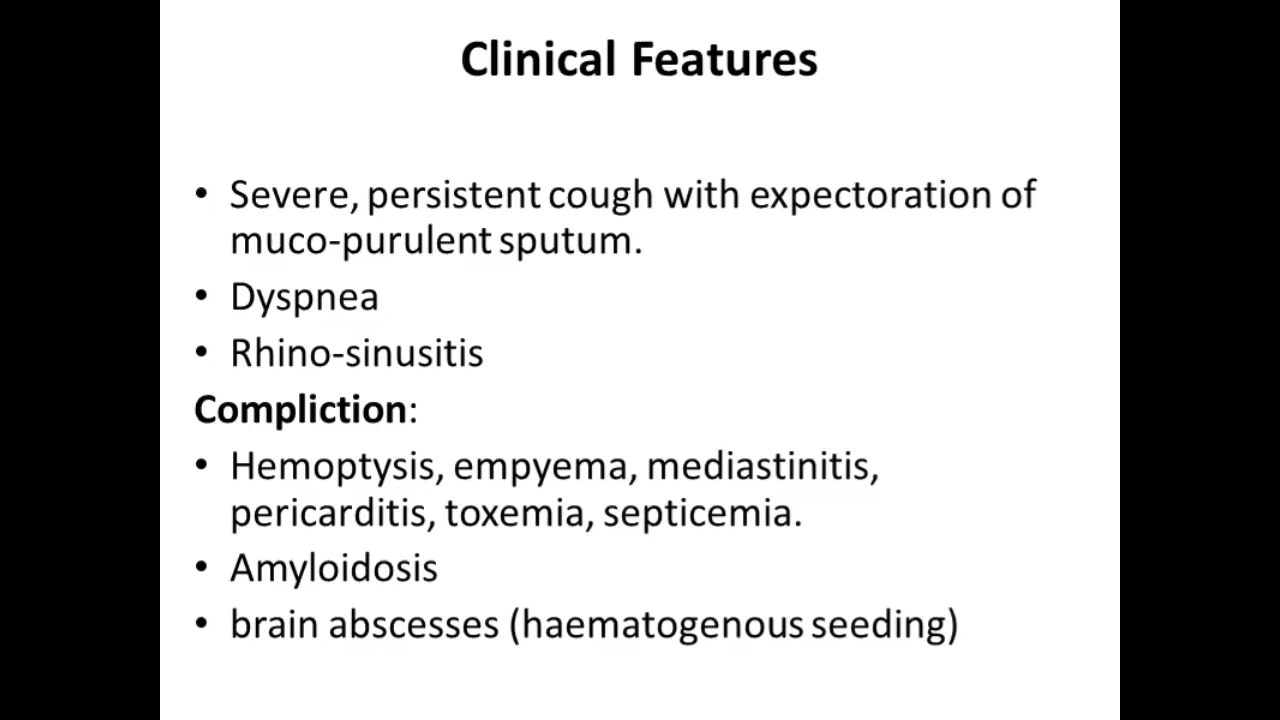 Clinical Features
• Severe, persistent cough with expectoration of
muco-purulent sputum.
• Dyspnea
• Rhino-sinusitis
Compliction:
• Hemoptysis, empyema, mediastinitis,
pericarditis, toxemia, septicemia.
• Amyloidosis
• brain abscesses (haematogenous seeding)